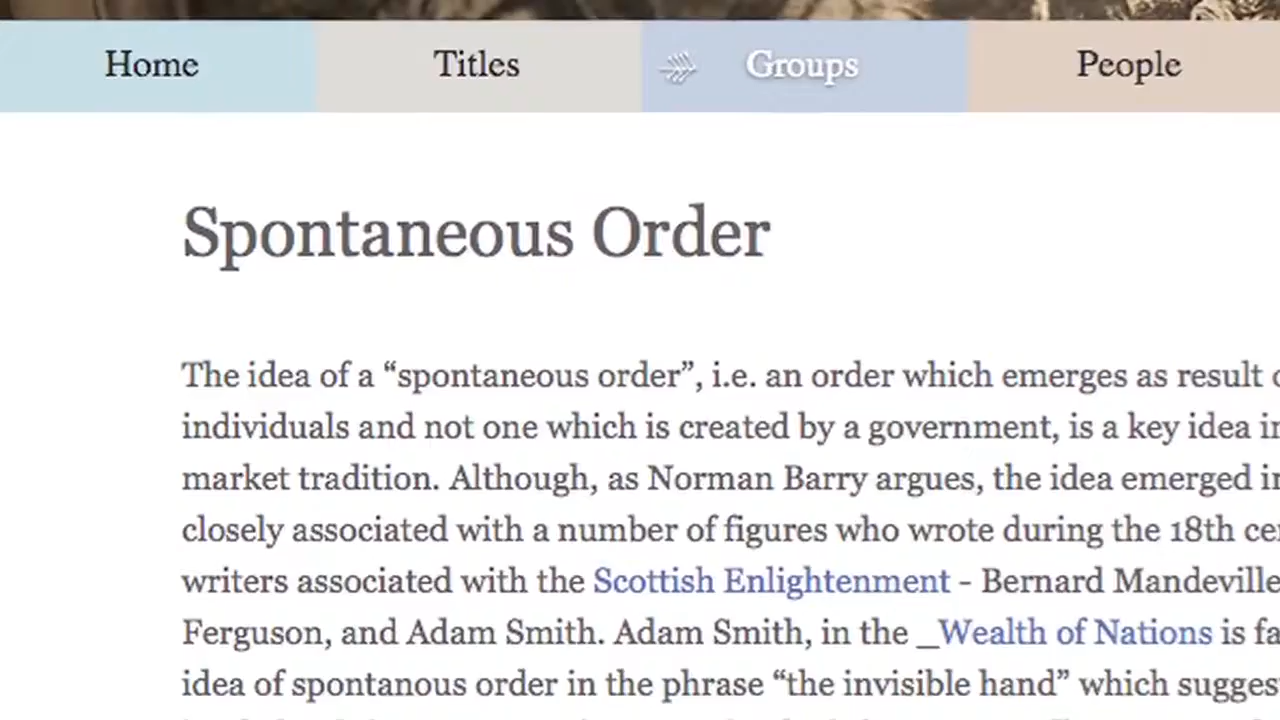 Home Titles Groups People
Spontaneous Order
The idea of a “spontaneous order”, i.e. an order which emerges as result
individuals and not one which is created by a government, is a key idea
market tradition. Although, as Norman Barry argues, the idea emerged
closely associated with a number of figures who wrote during the 18th
writers associated with the Scottish Enlightenment - Bernard Mandeville
Ferguson, and Adam Smith. Adam Smith, in the _Wealth of Nations is
idea of spontanous order in the phrase “the invisible hand” which